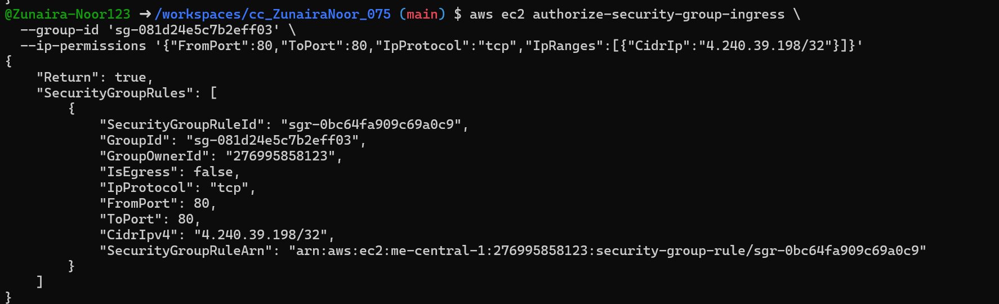 }
@Zunaira-Noor123 ➜ /workspaces/cc_ZunairaNoor_075 (main) $ aws ec2 authorize-security-group-ingress \
  --group-id 'sg-081d24e5c7b2eff03' \
  --ip-permissions '{"FromPort":80,"ToPort":80,"IpProtocol":"tcp","IpRanges":[{"CidrIp":"4.240.39.198/32"}]}'
{
    "Return": true,
    "SecurityGroupRules": [
        {
            "SecurityGroupRuleId": "sgr-0bc64fa909c69a0c9",
            "GroupId": "sg-081d24e5c7b2eff03",
            "GroupOwnerId": "276995858123",
            "IsEgress": false,
            "IpProtocol": "tcp",
            "FromPort": 80,
            "ToPort": 80,
            "CidrIpv4": "4.240.39.198/32",
            "SecurityGroupRuleArn": "arn:aws:ec2:me-central-1:276995858123:security-group-rule/sgr-0bc64fa909c69a0c9"
        }
    ]
}